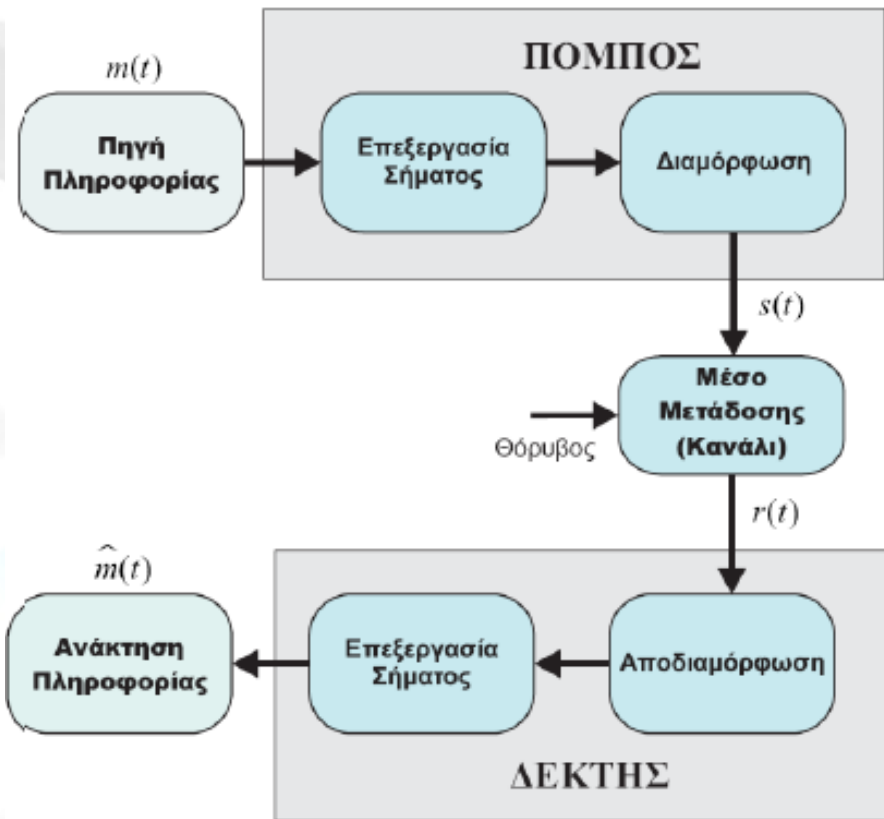 ΠΟΜΠΟΣ
m(t)
Πηγή
Πληροφορίας
Επεξεργασία
Σήματος
Διαμόρφωση
s(t)
Μέσο
Μετάδοσης
(Κανάλι)
Θόρυβος
r(t)
m̂(t)
Ανάκτηση
Πληροφορίας
Επεξεργασία
Σήματος
Αποδιαμόρφωση
ΔΕΚΤΗΣ